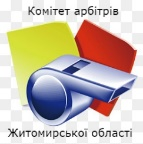 Комітет арбітрів
Житомирської області